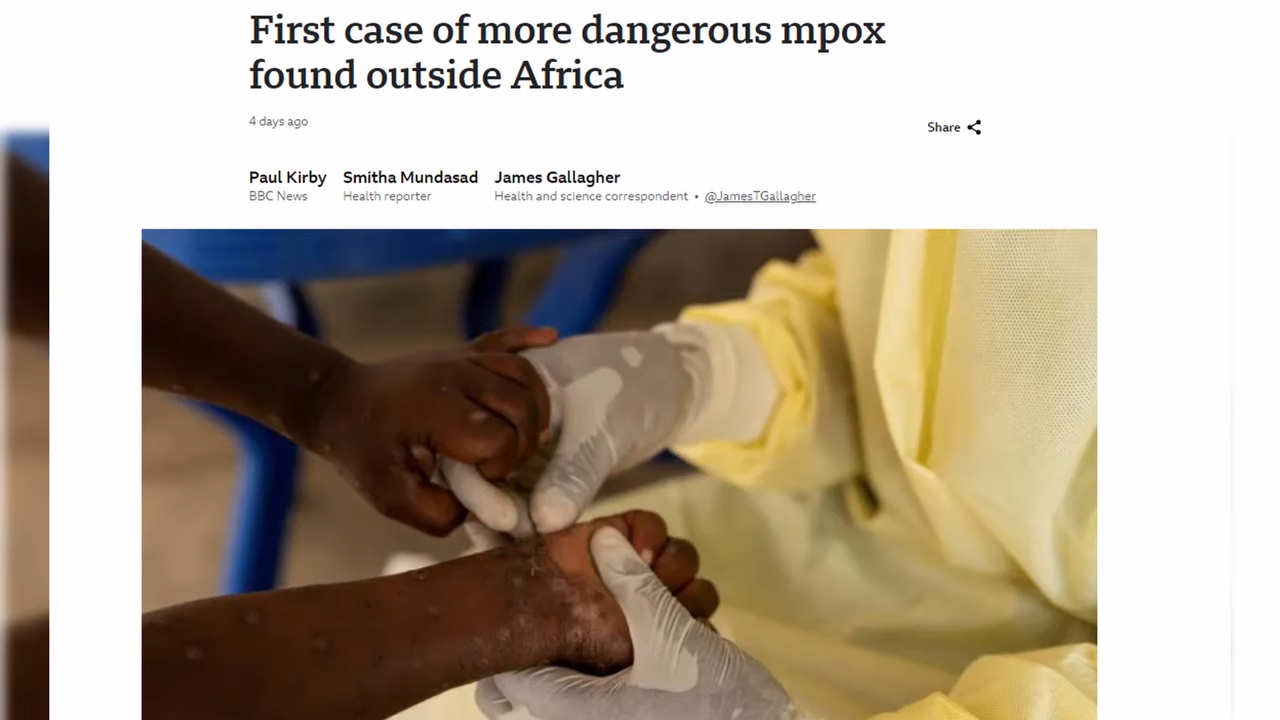 First case of more dangerous mpox
found outside Africa
4 days ago
Share
Paul Kirby Smitha Mundasad James Gallagher
BBC News Health reporter Health and science correspondent • @JamesTGallagher